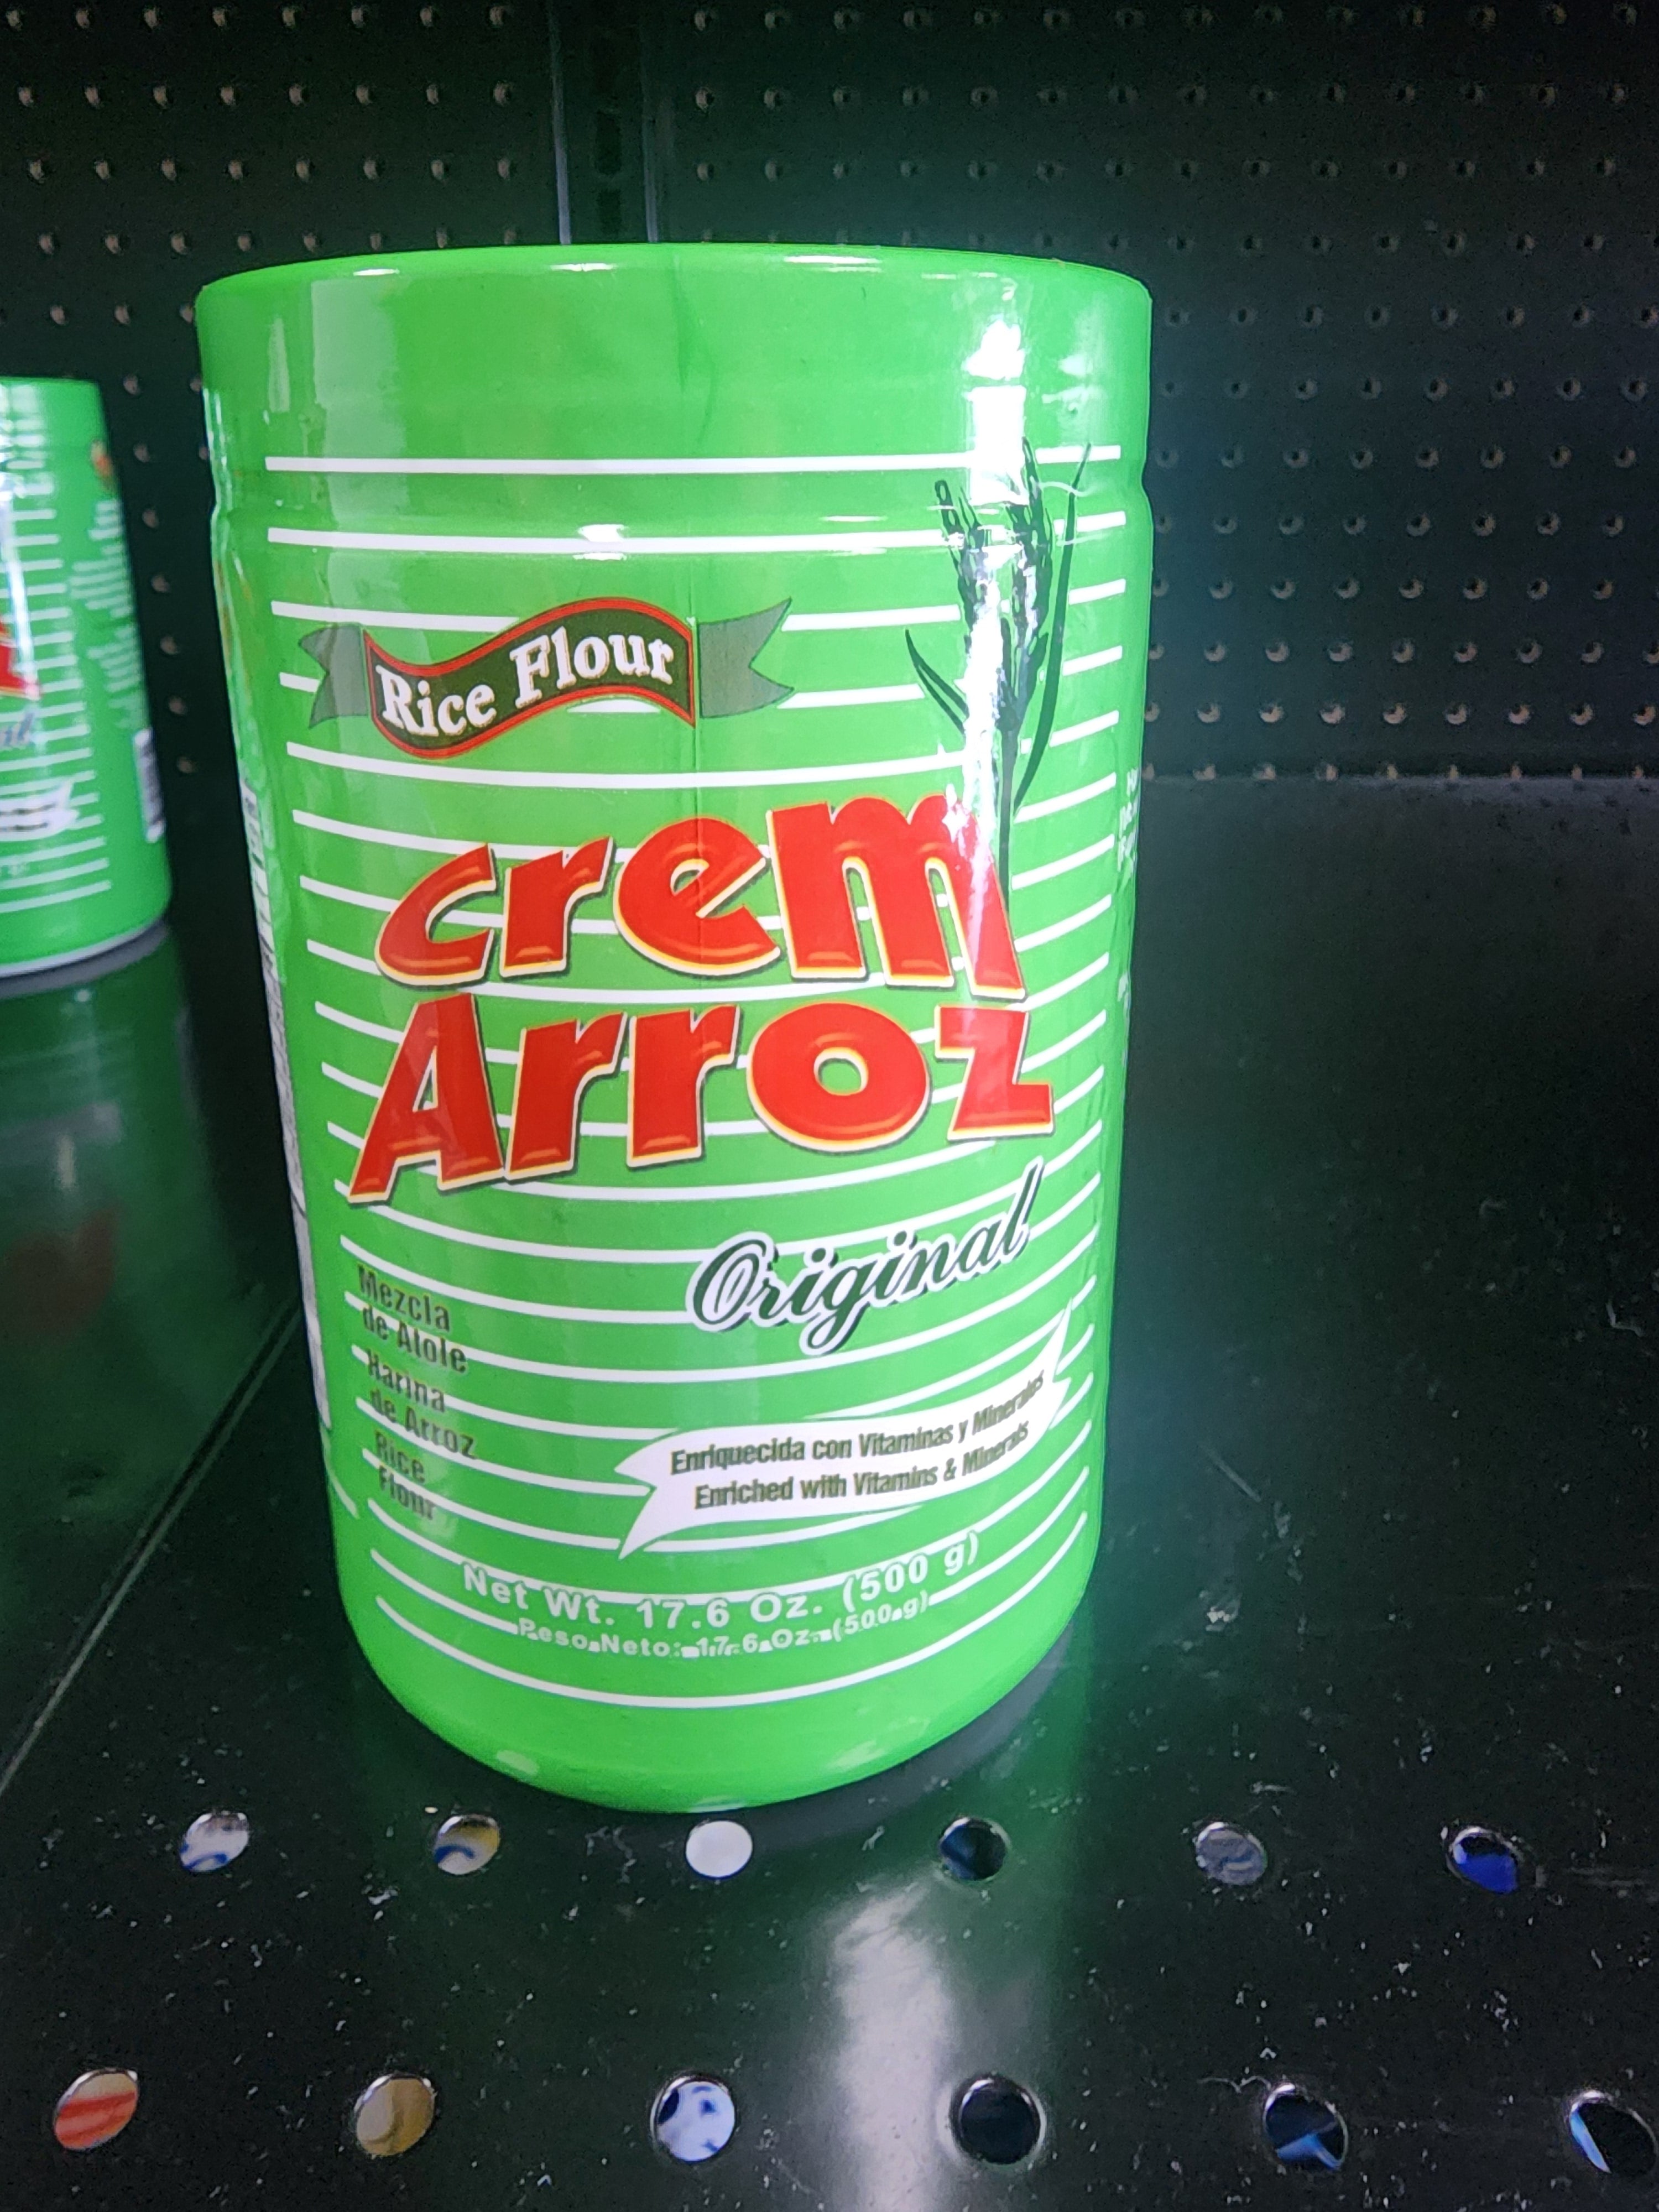 Rice Flour
crem
Arroz
Original
Mezcla
de Atole
Harina
de Arroz
Rice
Flour
Enriquecida con Vitaminas y Minerales
Enriched with Vitamins & Minerals
Net Wt. 17.6 Oz. (500 g)
Peso Neto: 17.6 Oz. (500 g)